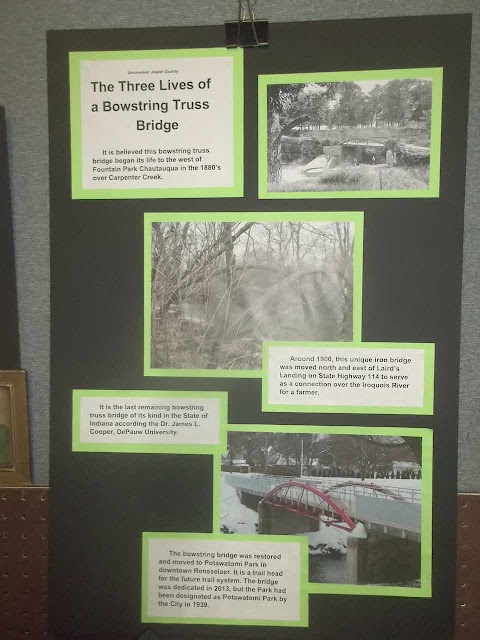 Uncommon Jasper County
The Three Lives of
a Bowstring Truss
Bridge
It is believed this bowstring truss
bridge began its life to the west of
Fountain Park Chautauqua in the 1880's
over Carpenter Creek.
Around 1900, this unique iron bridge
was moved north and east of Laird's
Landing on State Highway 114 to serve
as a connection over the Iroquois River
for a farmer.
It is the last remaining bowstring
truss bridge of its kind in the State of
Indiana according the Dr. James L.
Cooper, DePauw University.
The bowstring bridge was restored
and moved to Potawatomi Park in
downtown Rensselaer. It is a trail head
for the future trail system. The bridge
was dedicated in 2013, but the Park had
been designated as Potawatomi Park by
the City in 1939.